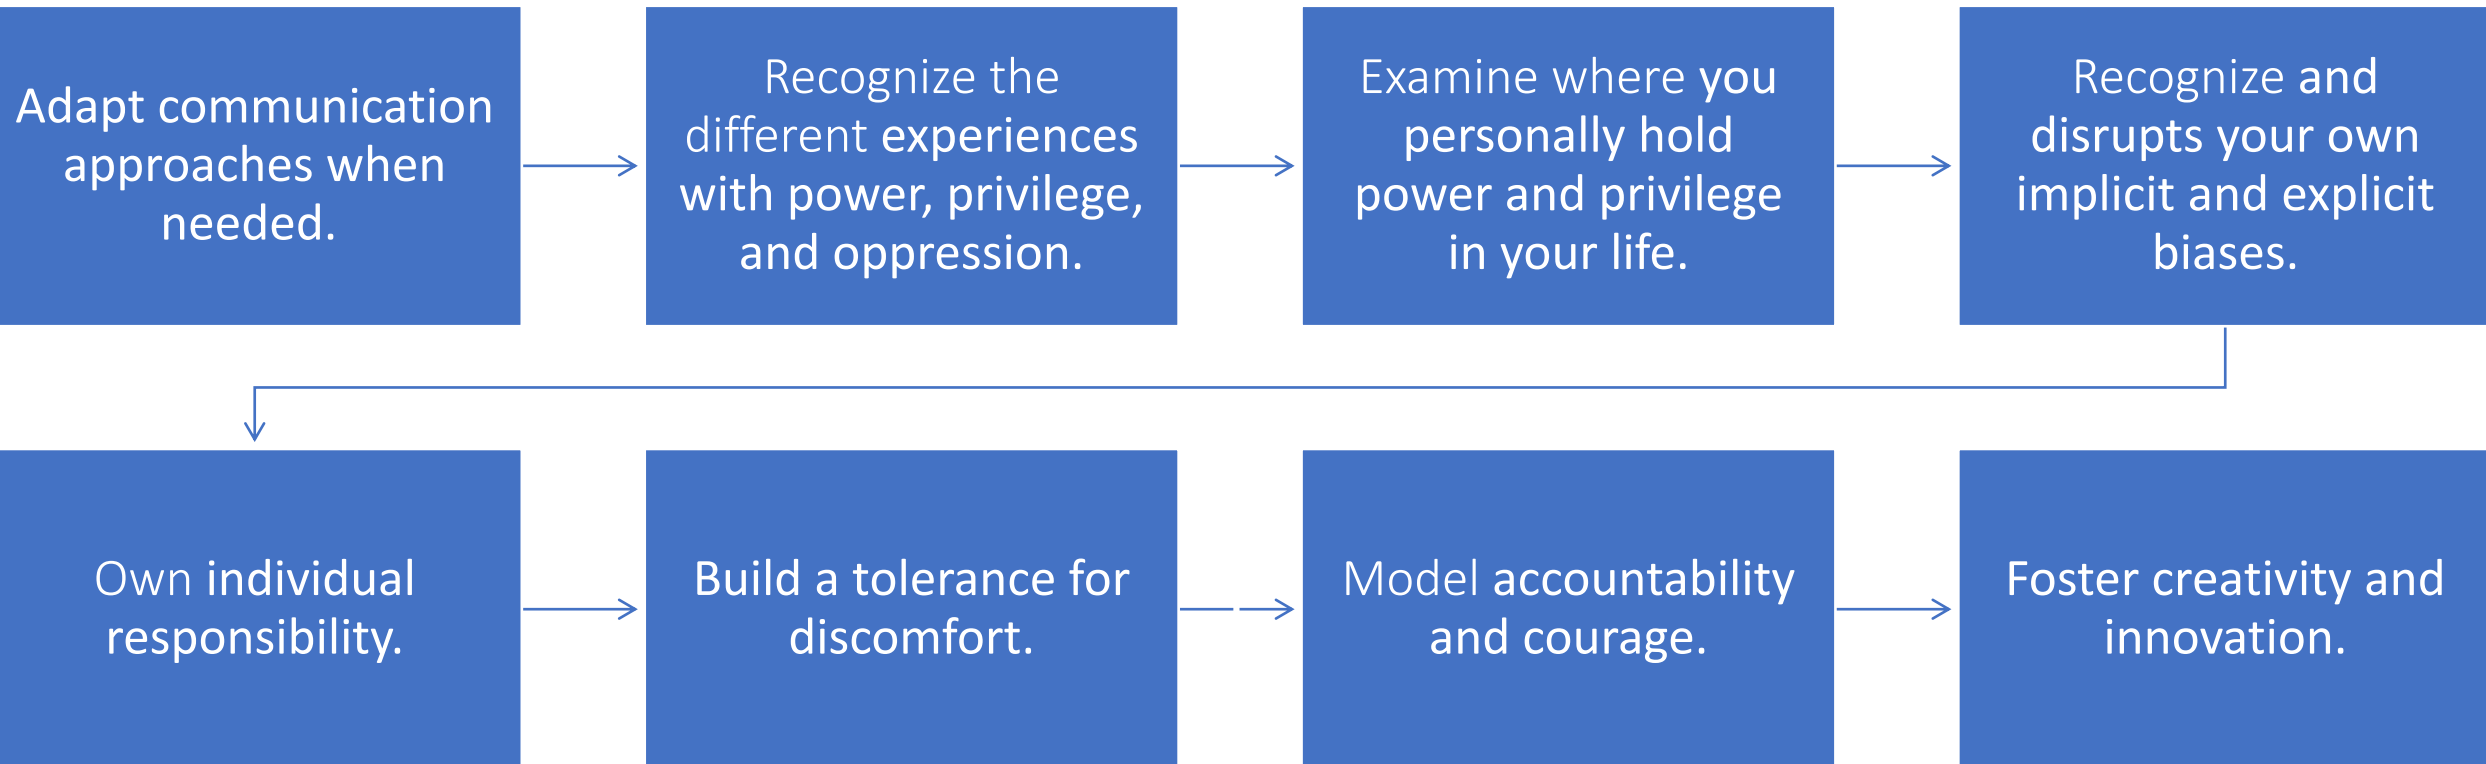 Adapt communication
approaches when
needed.
Recognize the
different experiences
with power, privilege,
and oppression.
Examine where you
personally hold
power and privilege
in your life.
Recognize and
disrupts your own
implicit and explicit
biases.
Own individual
responsibility.
Build a tolerance for
discomfort.
Model accountability
and courage.
Foster creativity and
innovation.